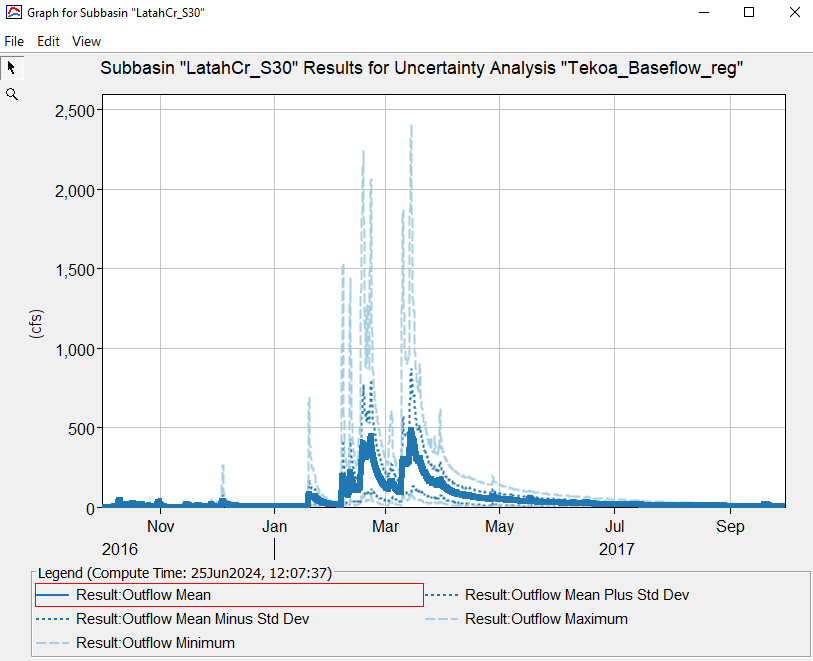 Graph for Subbasin "LatahCr_S30"
File Edit View
Subbasin "LatahCr_S30" Results for Uncertainty Analysis "Tekoa_Baseflow_reg"
2,500
2,000
1,500
1,000
500
0
(cfs)
Nov Jan Mar May Jul Sep
2016 2017
Legend (Compute Time: 25Jun2024, 12:07:37)
Result:Outflow Mean Result:Outflow Mean Plus Std Dev
Result:Outflow Mean Minus Std Dev Result:Outflow Maximum
Result:Outflow Minimum